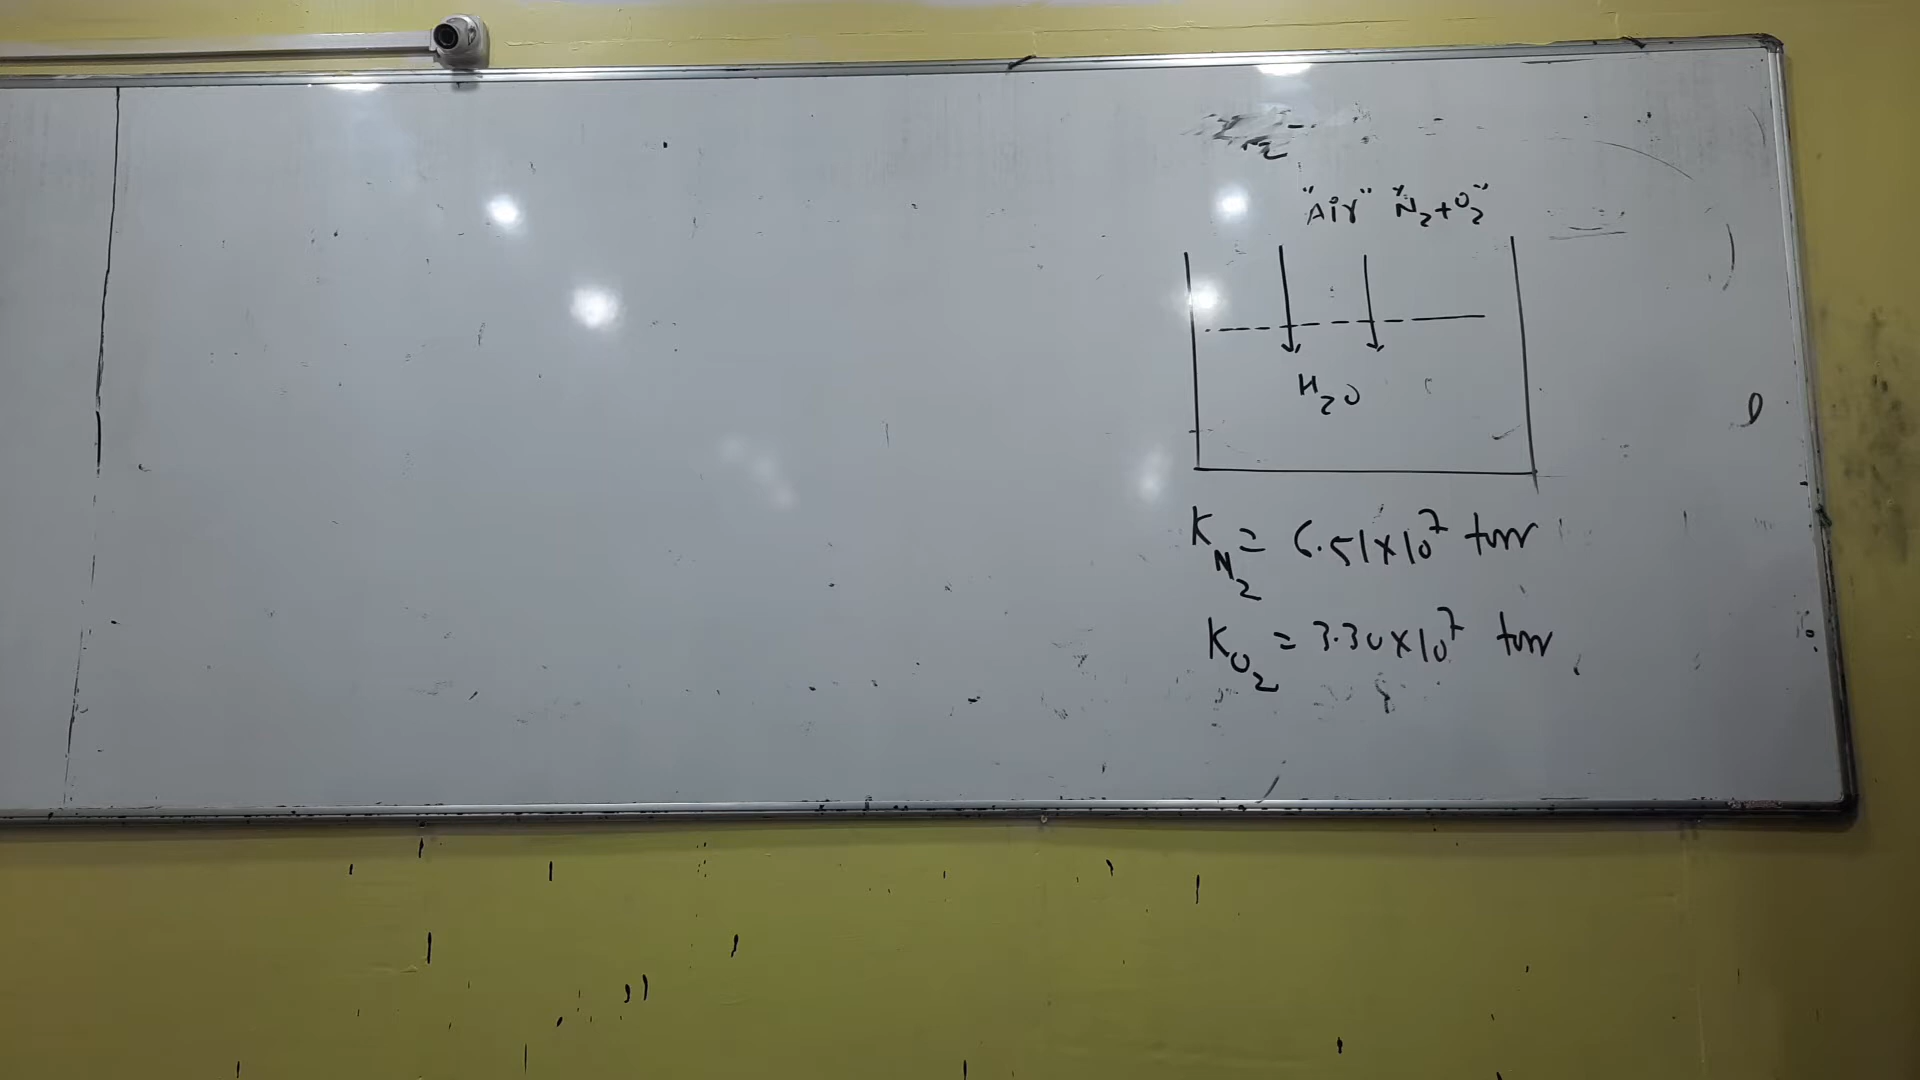 "Air" "N₂+O₂"
H₂O
K_N₂ = 6.51×10⁷ torr
K_O₂ = 3.30×10⁷ torr